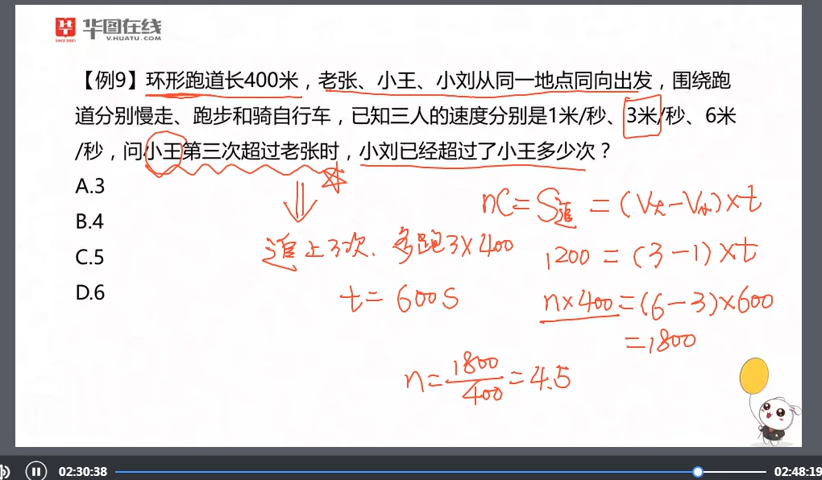 华图在线
V.HUATU.COM
【例9】环形跑道长400米，老张、小王、小刘从同一地点同向出发，围绕跑
道分别慢走、跑步和骑自行车，已知三人的速度分别是1米/秒、3米/秒、6米
/秒，问小王第三次超过老张时，小刘已经超过了小王多少次？
A.3
B.4
C.5
D.6
nC=S追=(V大-V小)×t
追上3次、多跑3×400
1200=(3-1)×t
t=600S
n×400=(6-3)×600
=1800
n=1800/400=4.5
02:30:38
02:48:19